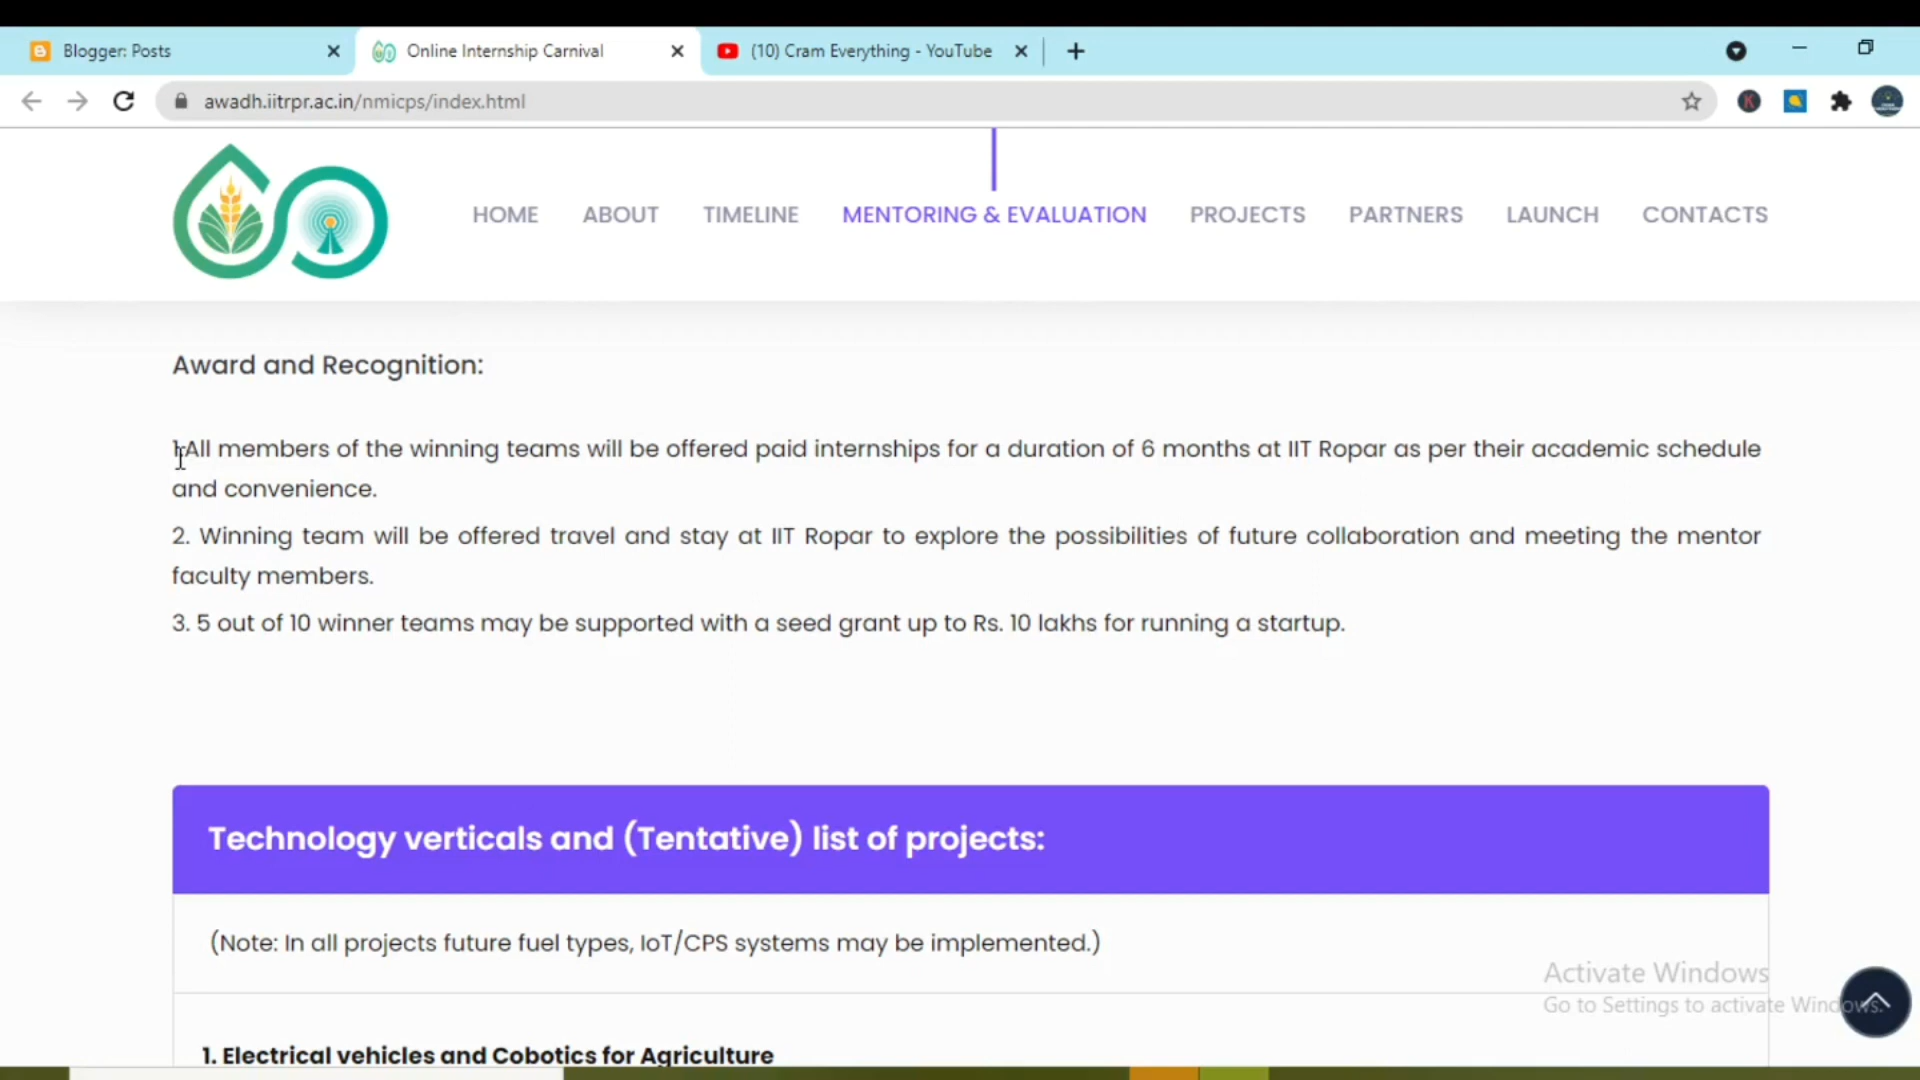 Blogger: Posts
Online Internship Carnival
(10) Cram Everything - YouTube
awadh.iitrpr.ac.in/nmicps/index.html
K
HOME ABOUT TIMELINE MENTORING & EVALUATION PROJECTS PARTNERS LAUNCH CONTACTS
Award and Recognition:
1.All members of the winning teams will be offered paid internships for a duration of 6 months at IIT Ropar as per their academic schedule
and convenience.
2. Winning team will be offered travel and stay at IIT Ropar to explore the possibilities of future collaboration and meeting the mentor
faculty members.
3. 5 out of 10 winner teams may be supported with a seed grant up to Rs. 10 lakhs for running a startup.
Technology verticals and (Tentative) list of projects:
(Note: In all projects future fuel types, IoT/CPS systems may be implemented.)
Activate Windows
Go to Settings to activate Windows.
1. Electrical vehicles and Cobotics for Agriculture